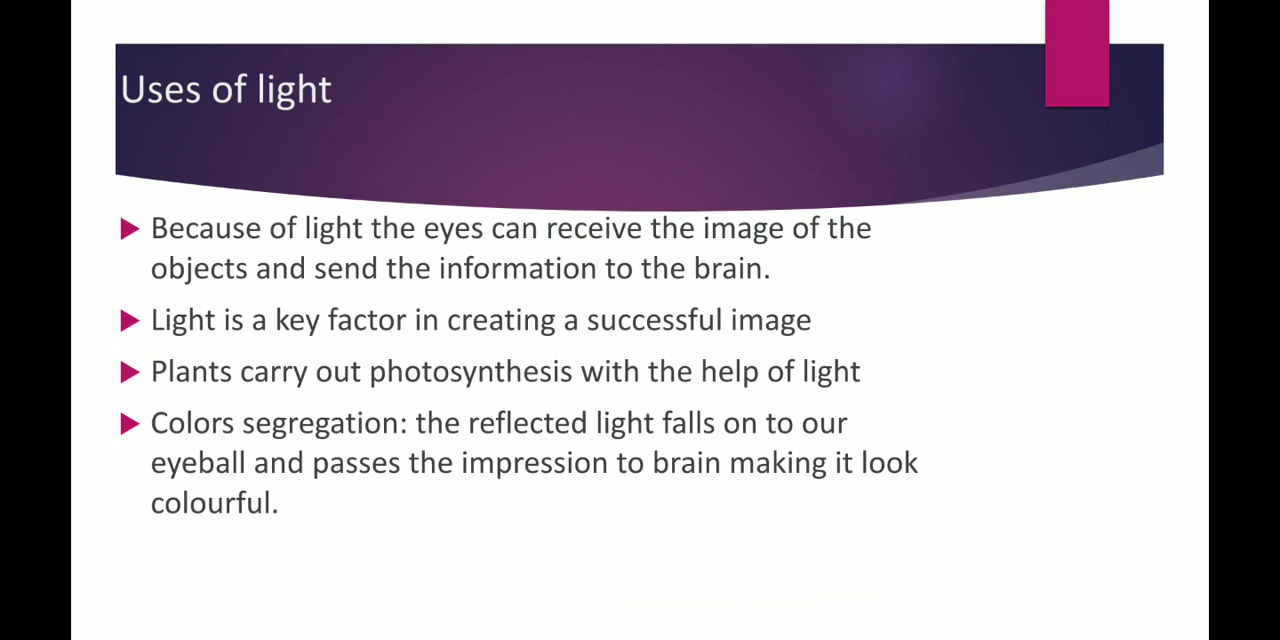 Uses of light
Because of light the eyes can receive the image of the
objects and send the information to the brain.
Light is a key factor in creating a successful image
Plants carry out photosynthesis with the help of light
Colors segregation: the reflected light falls on to our
eyeball and passes the impression to brain making it look
colourful.